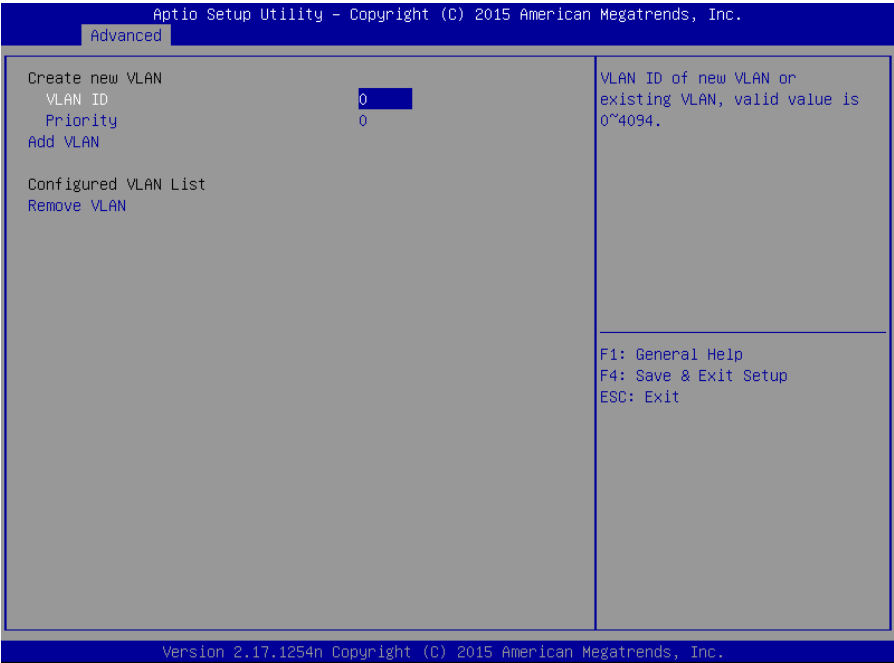 Aptio Setup Utility – Copyright (C) 2015 American Megatrends, Inc.
Advanced
Create new VLAN
VLAN ID 0
Priority 0
Add VLAN
Configured VLAN List
Remove VLAN
VLAN ID of new VLAN or
existing VLAN, valid value is
0~4094.
F1: General Help
F4: Save & Exit Setup
ESC: Exit
Version 2.17.1254n Copyright (C) 2015 American Megatrends, Inc.